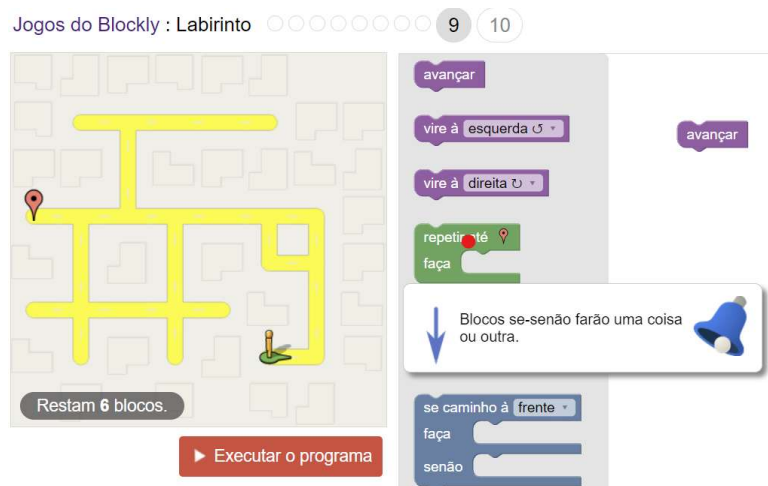 Jogos do Blockly : Labirinto 9 10
avançar
avançar
vire à esquerda ↺
vire à direita ↻
repetir até
faça
Blocos se-senão farão uma coisa
ou outra.
Restam 6 blocos.
se caminho à frente
faça
senão
Executar o programa